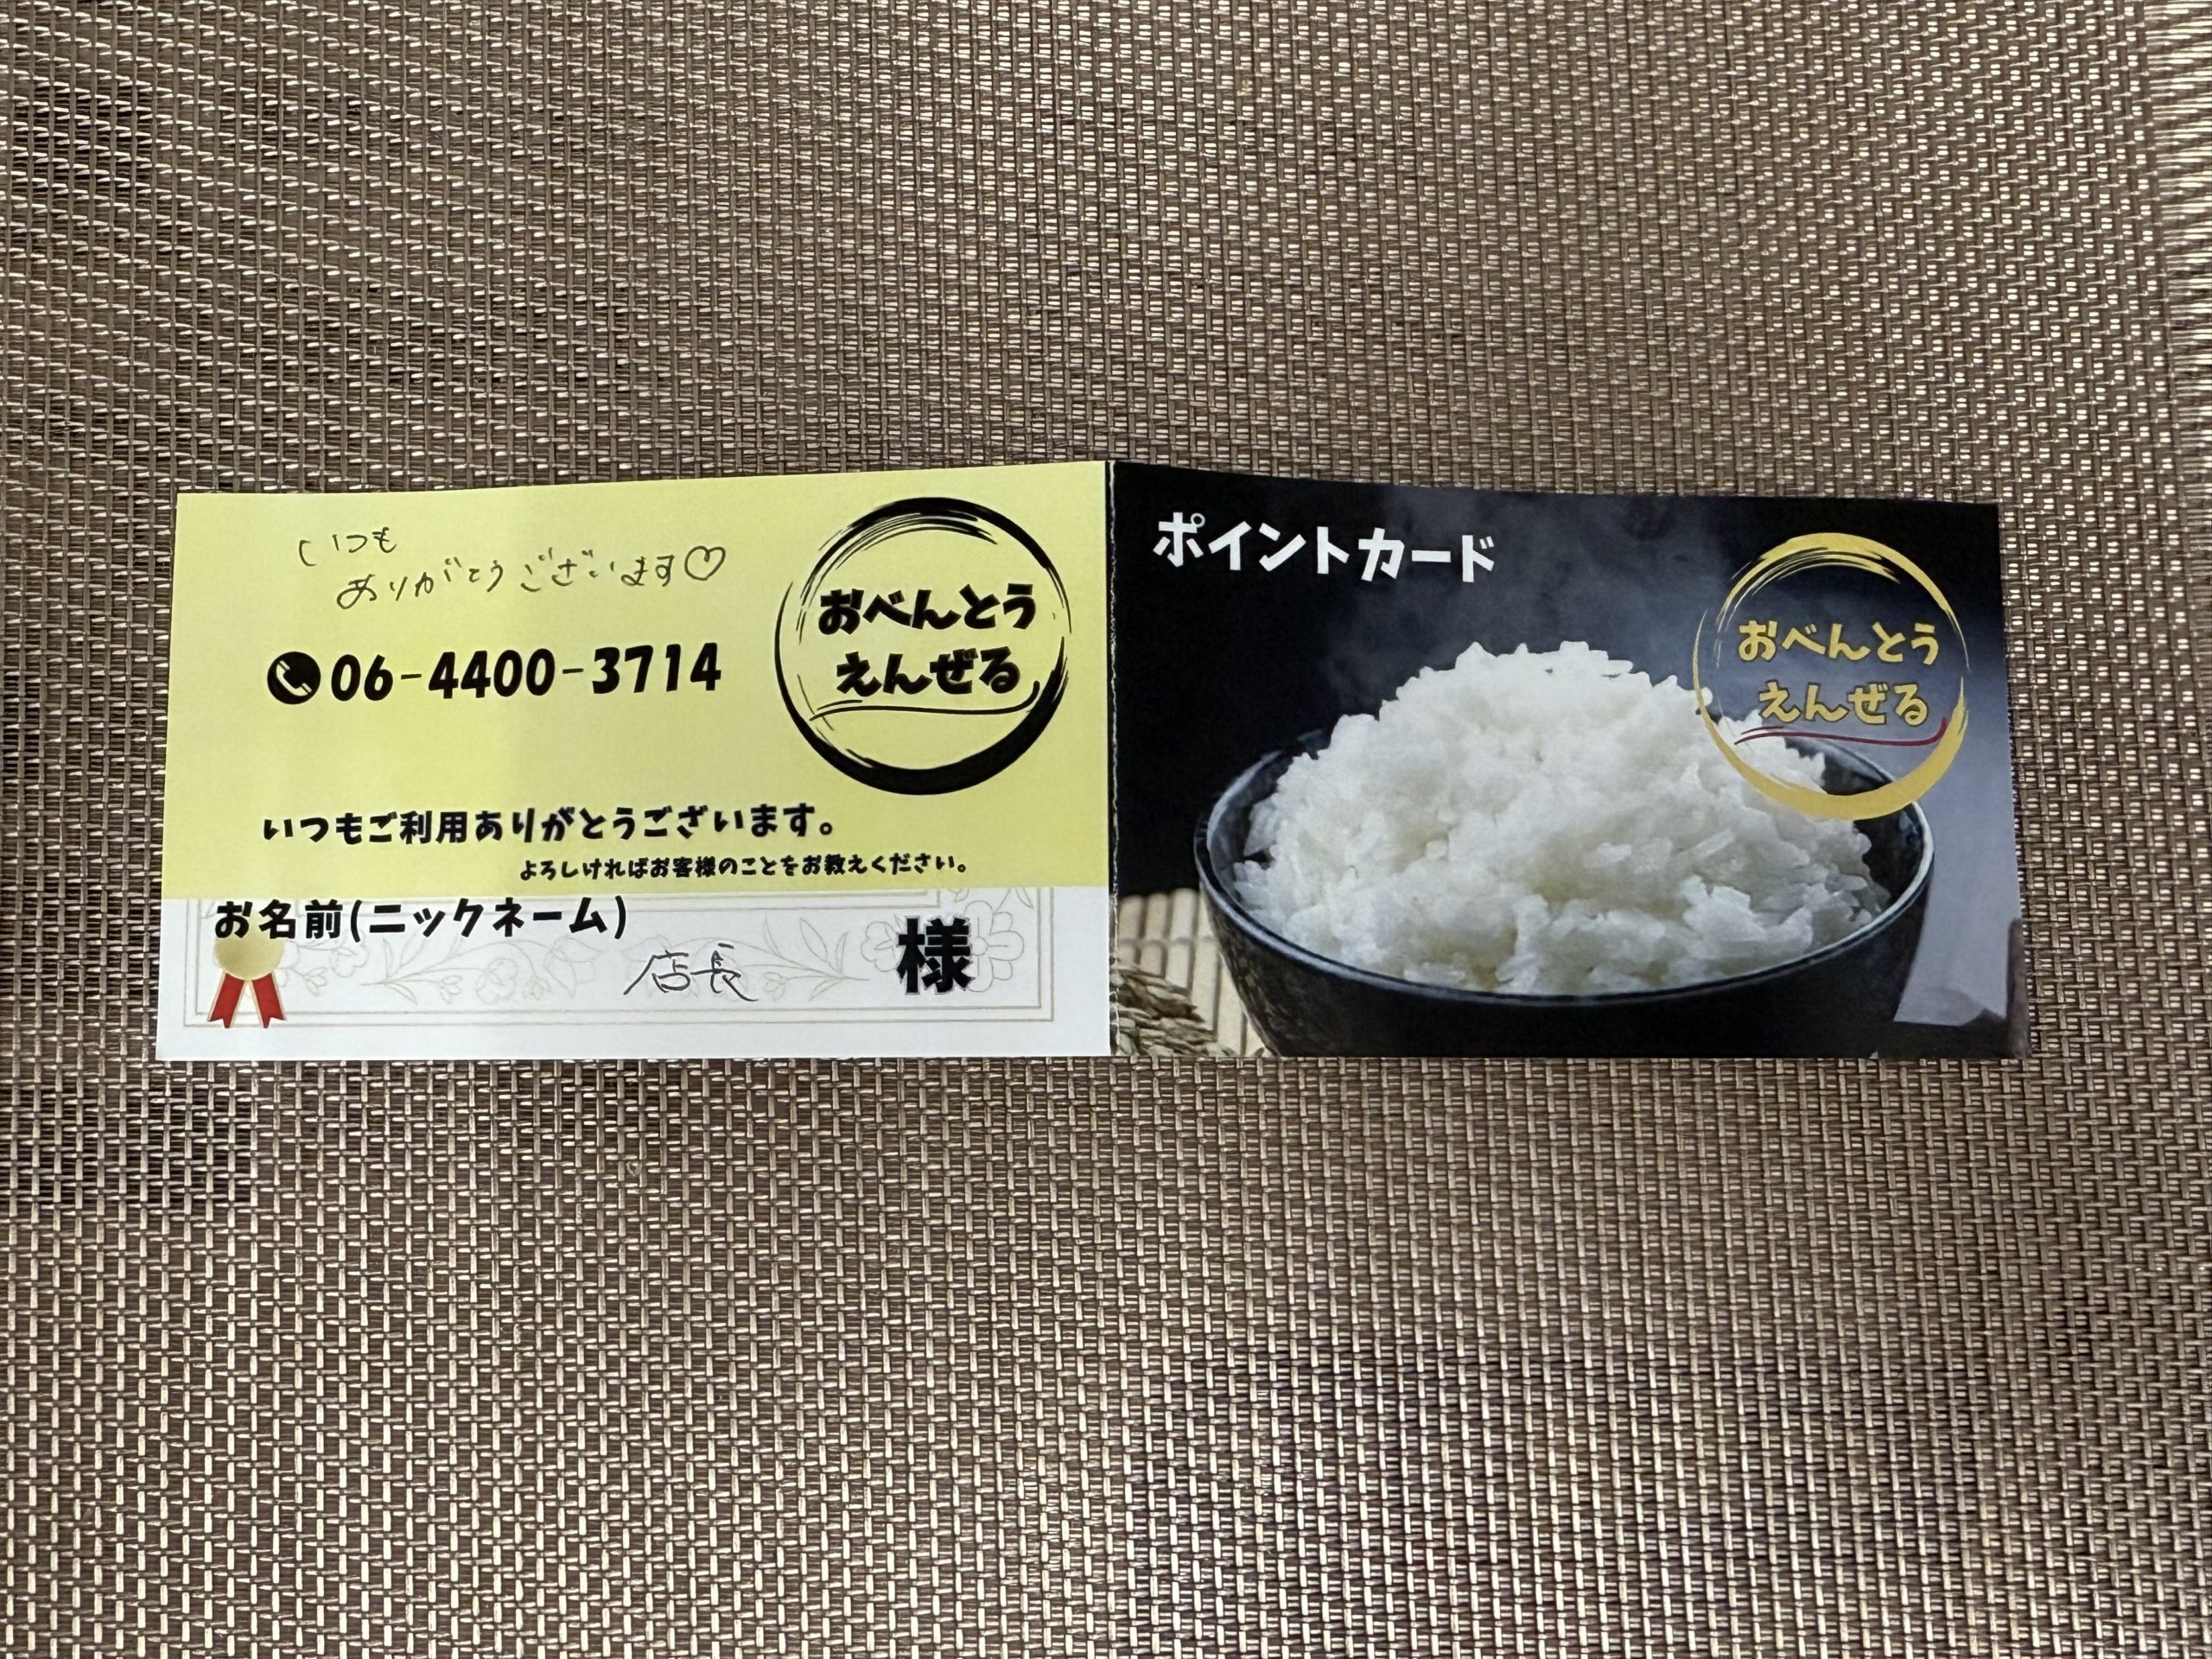 いつも
ありがとうございます♡
06-4400-3714
おべんとう
えんぜる
いつもご利用ありがとうございます。
よろしければお客様のことをお教えください。
お名前(ニックネーム)
店長 様
ポイントカード
おべんとう
えんぜる